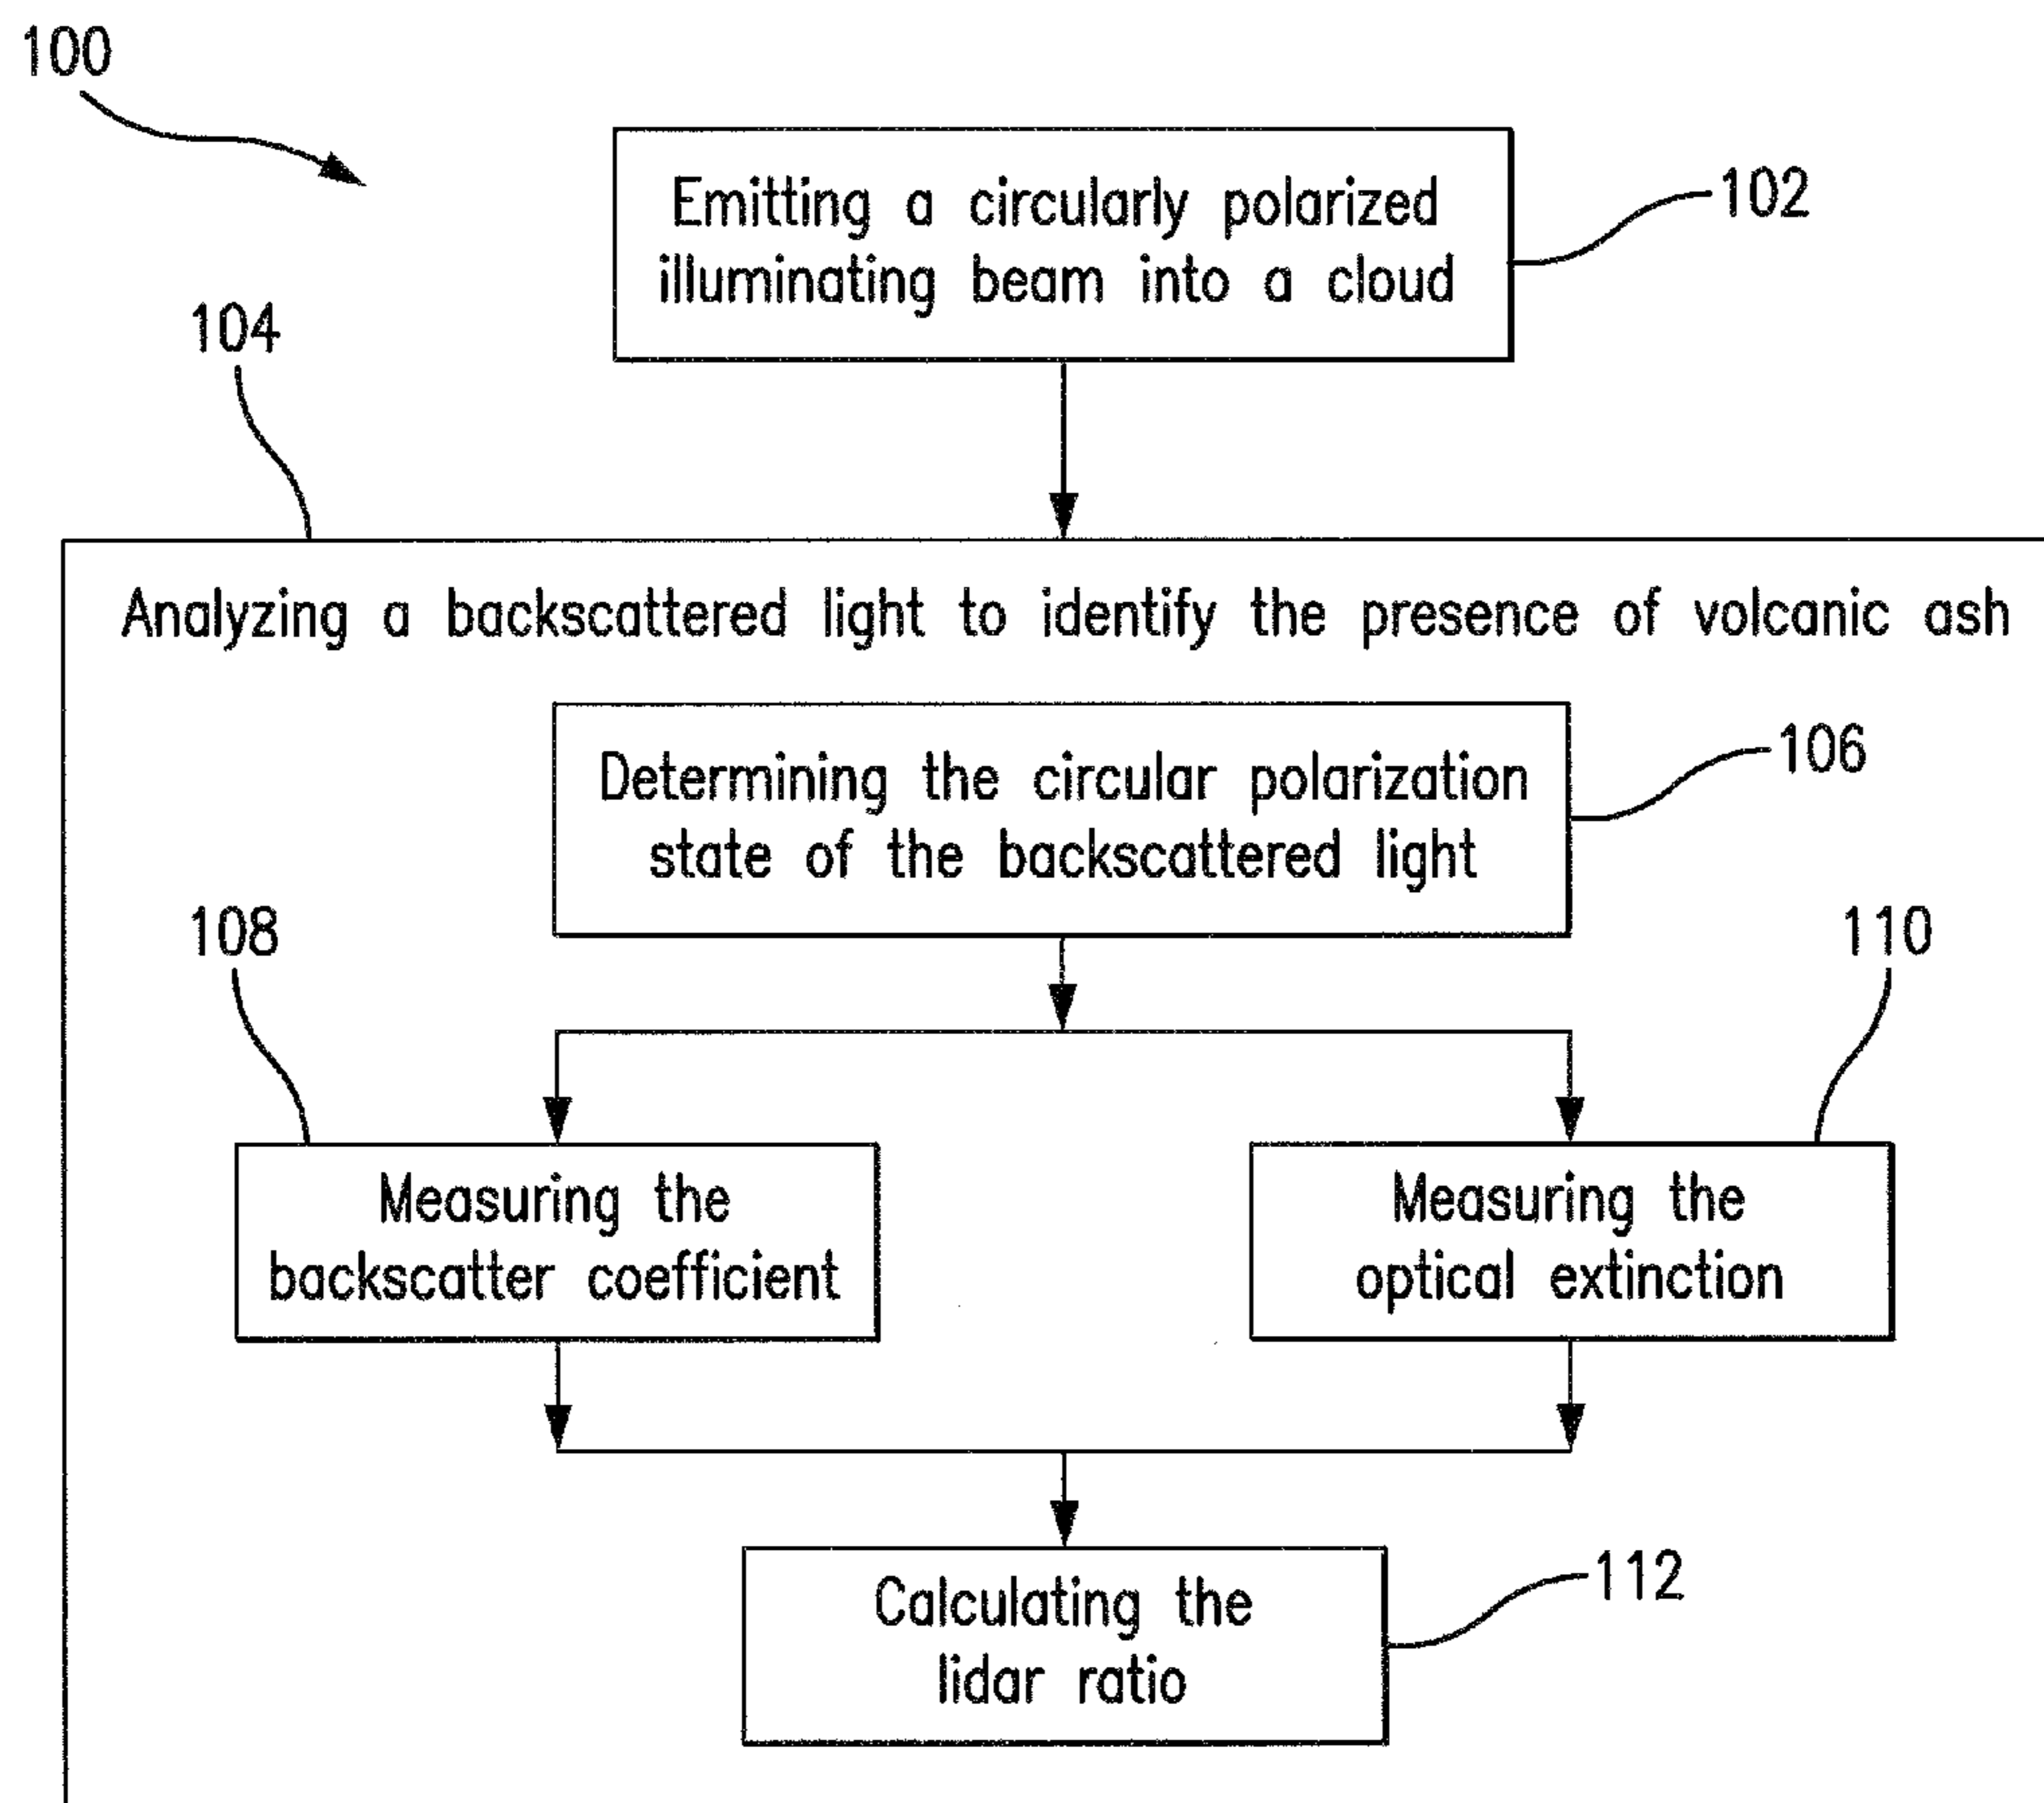 100
Emitting a circularly polarized
illuminating beam into a cloud
102
104
Analyzing a backscattered light to identify the presence of volcanic ash
Determining the circular polarization
state of the backscattered light
106
108
110
Measuring the
backscatter coefficient
Measuring the
optical extinction
Calculating the
lidar ratio
112